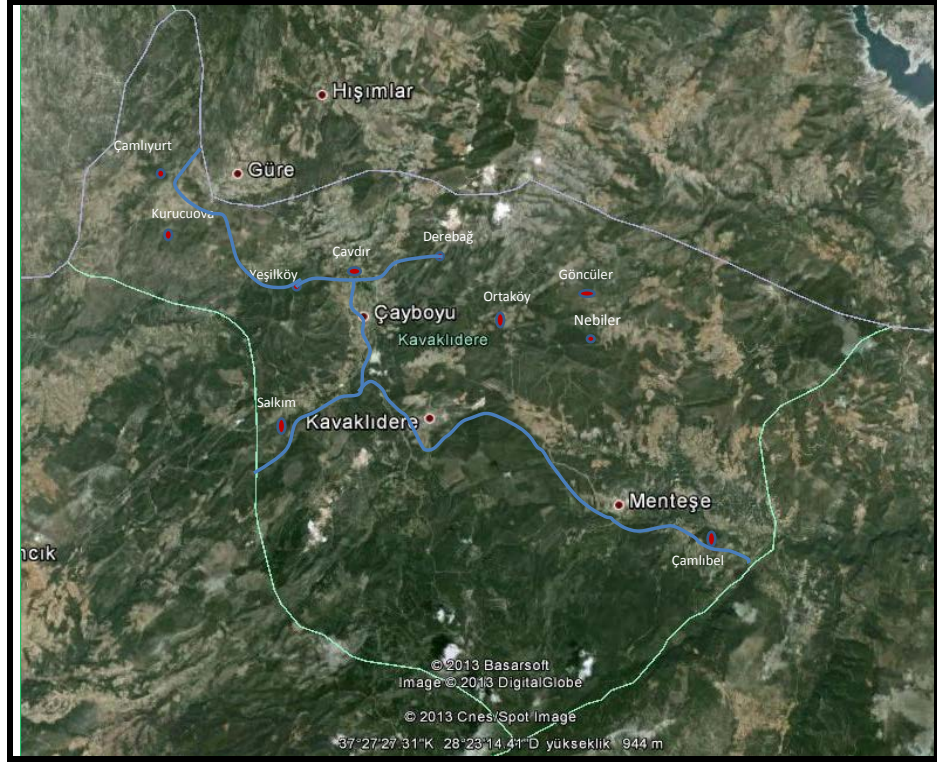 Hışımlar
Çamlıyurt
Güre
Kurucuova
Derebağ
Çavdır
Yeşilköy
Göncüler
Ortaköy
Çayboyu
Nebiler
Kavaklıdere
Salkım
Kavaklıdere
Menteşe
ncık
Çamlıbel
© 2013 Basarsoft
Image © 2013 DigitalGlobe
© 2013 Cnes/Spot Image
37°27'27.31"K 28°23'14.41"D yükseklik 944 m